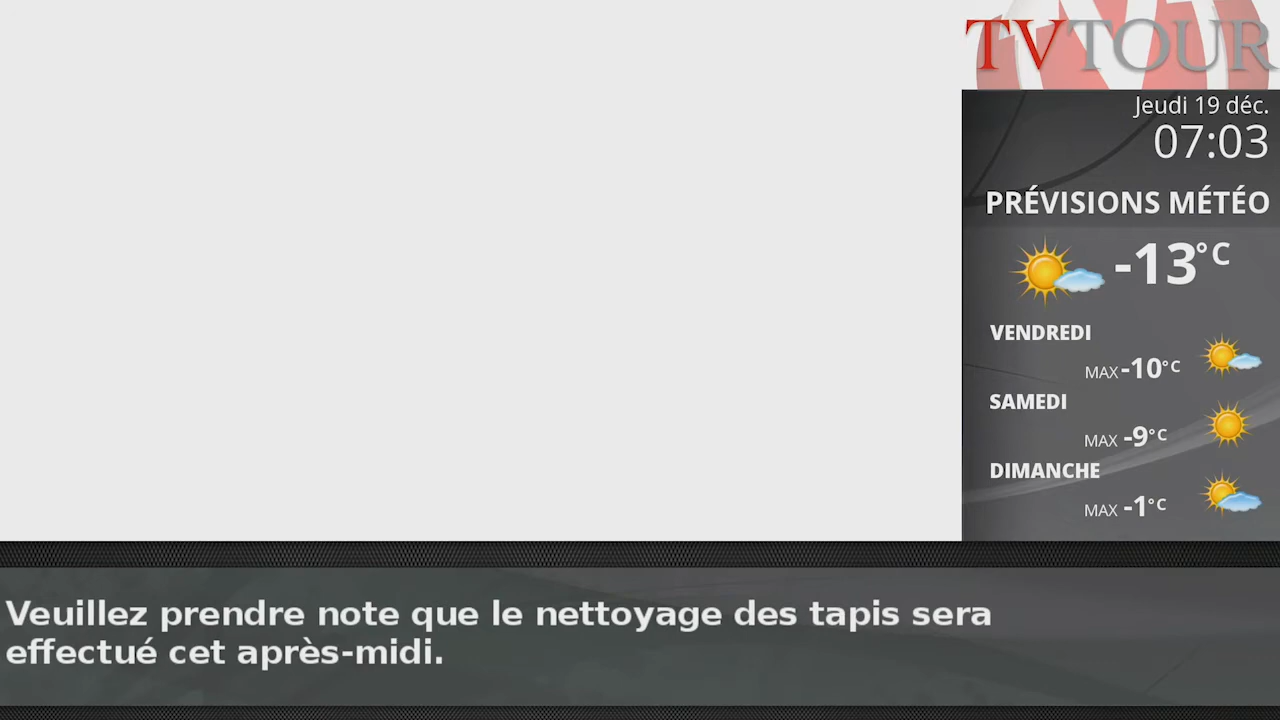 TVTOUR
Jeudi 19 déc.
07:03
PRÉVISIONS MÉTÉO
-13°C
VENDREDI
MAX -10°C
SAMEDI
MAX -9°C
DIMANCHE
MAX -1°C
Veuillez prendre note que le nettoyage des tapis sera
effectué cet après-midi.